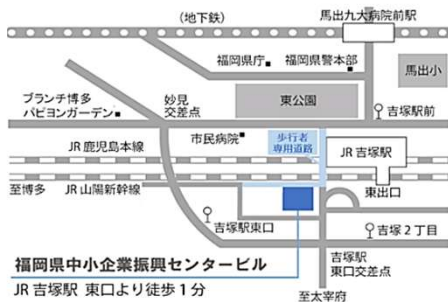 (地下鉄)
馬出九大病院前駅
福岡県庁
福岡県警本部
馬出小
東公園
ブランチ博多
パピヨンガーデン
妙見
交差点
吉塚駅前
市民病院
歩行者
専用道路
JR 鹿児島本線
JR 吉塚駅
至博多
JR 山陽新幹線
東出口
吉塚駅東口
吉塚2丁目
吉塚駅
東口交差点
福岡県中小企業振興センタービル
JR 吉塚駅 東口より徒歩1分
至太宰府